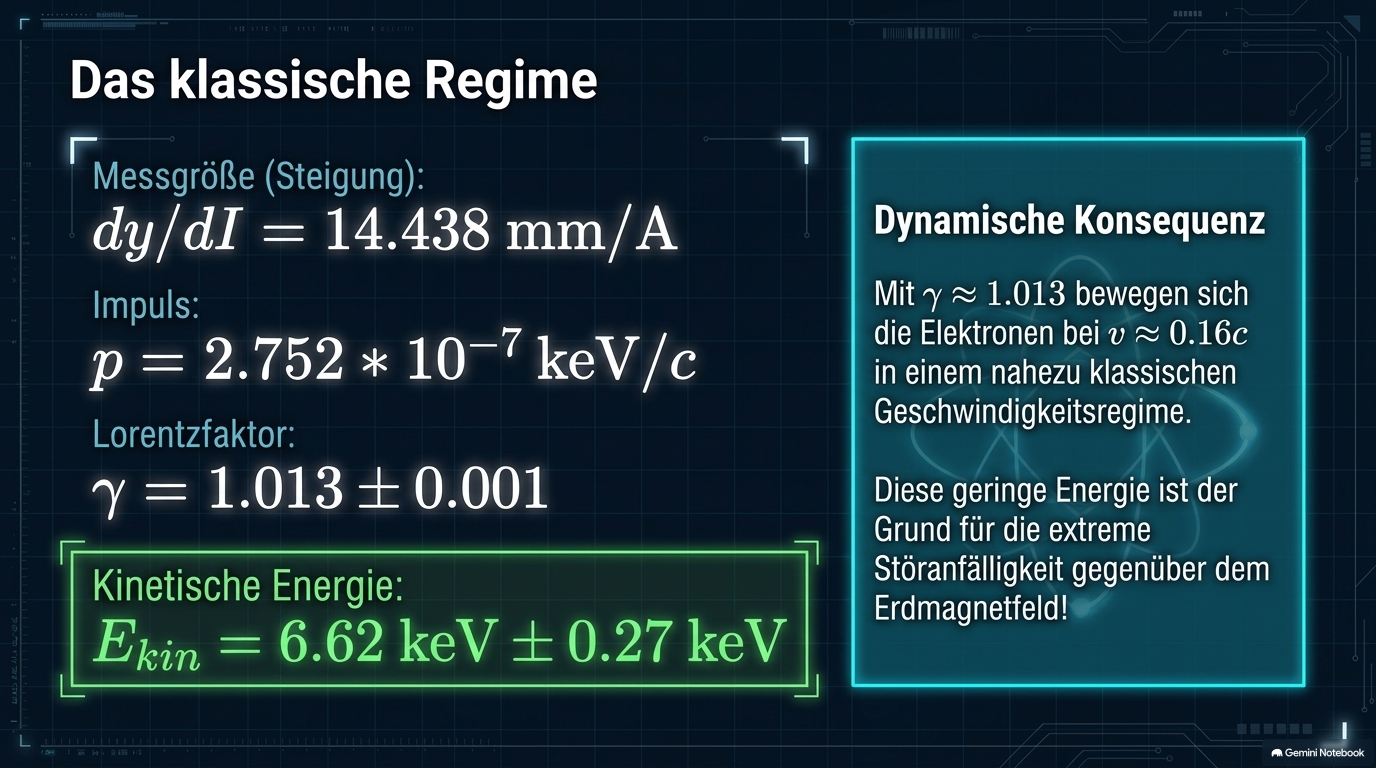 Das klassische Regime
Messgröße (Steigung):
dy/dI = 14.438 mm/A
Impuls:
p = 2.752 * 10⁻⁷ keV/c
Lorentzfaktor:
γ = 1.013 ± 0.001
Kinetische Energie:
E_kin = 6.62 keV ± 0.27 keV
Dynamische Konsequenz
Mit γ ≈ 1.013 bewegen sich
die Elektronen bei v ≈ 0.16c
in einem nahezu klassischen
Geschwindigkeitsregime.
Diese geringe Energie ist der
Grund für die extreme
Störanfälligkeit gegenüber dem
Erdmagnetfeld!
Gemini Notebook